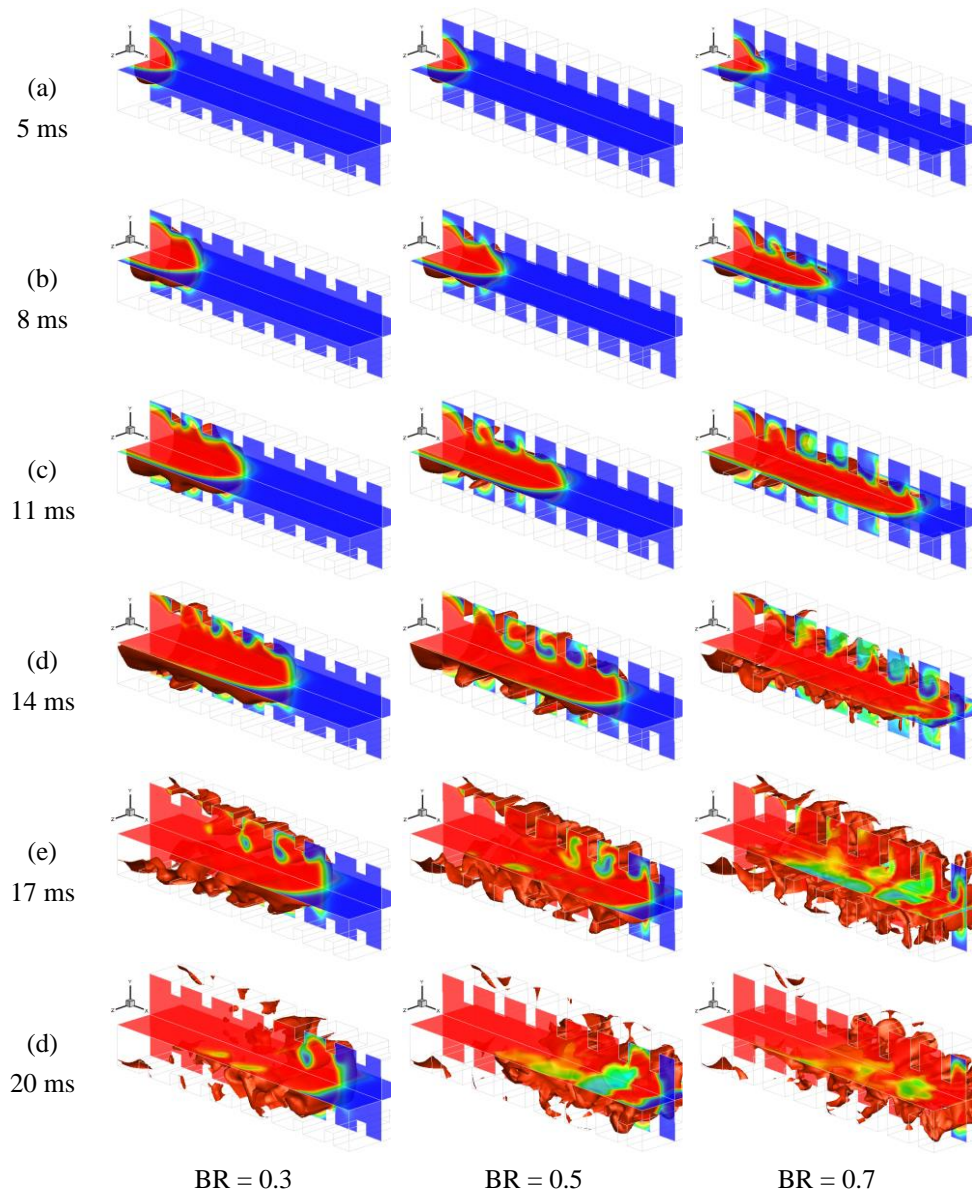 (a)
5 ms
(b)
8 ms
(c)
11 ms
(d)
14 ms
(e)
17 ms
(d)
20 ms
BR = 0.3 BR = 0.5 BR = 0.7